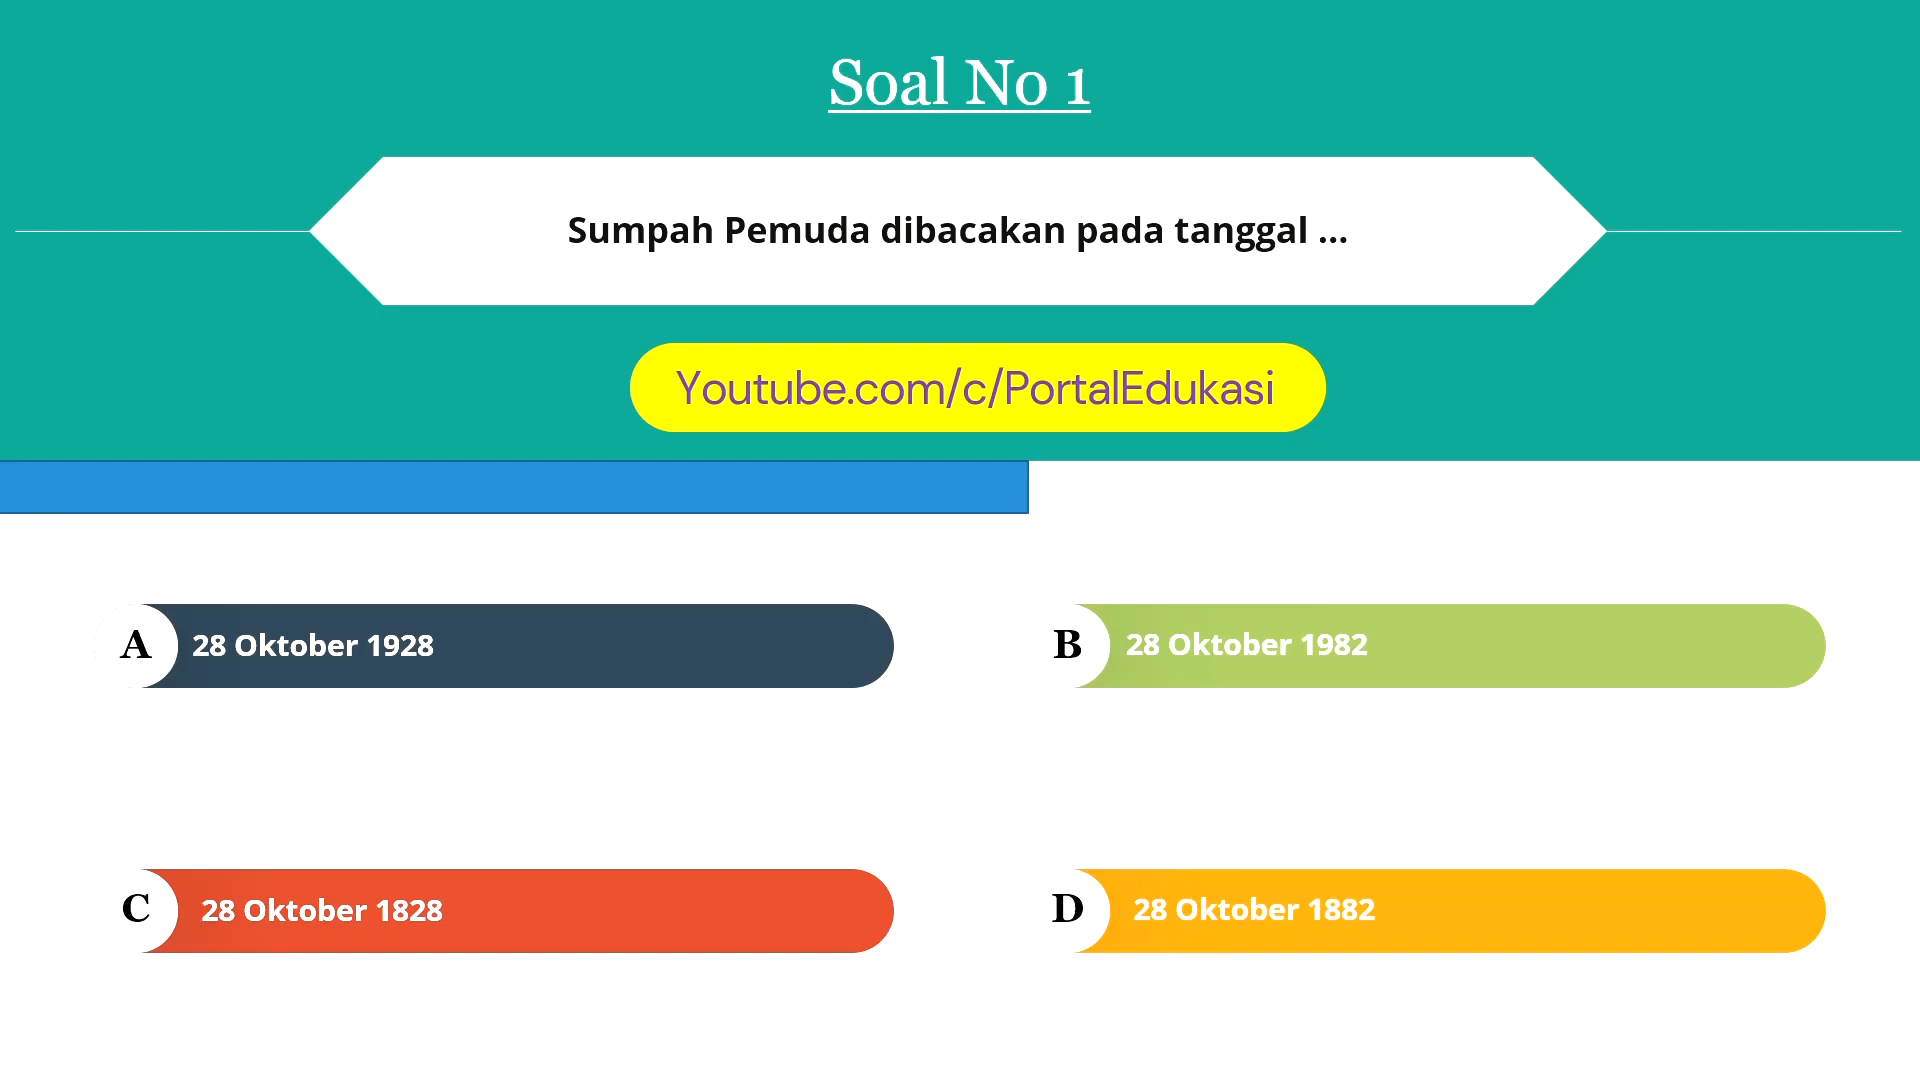 Soal No 1
Sumpah Pemuda dibacakan pada tanggal ...
Youtube.com/c/PortalEdukasi
A 28 Oktober 1928
B 28 Oktober 1982
C 28 Oktober 1828
D 28 Oktober 1882